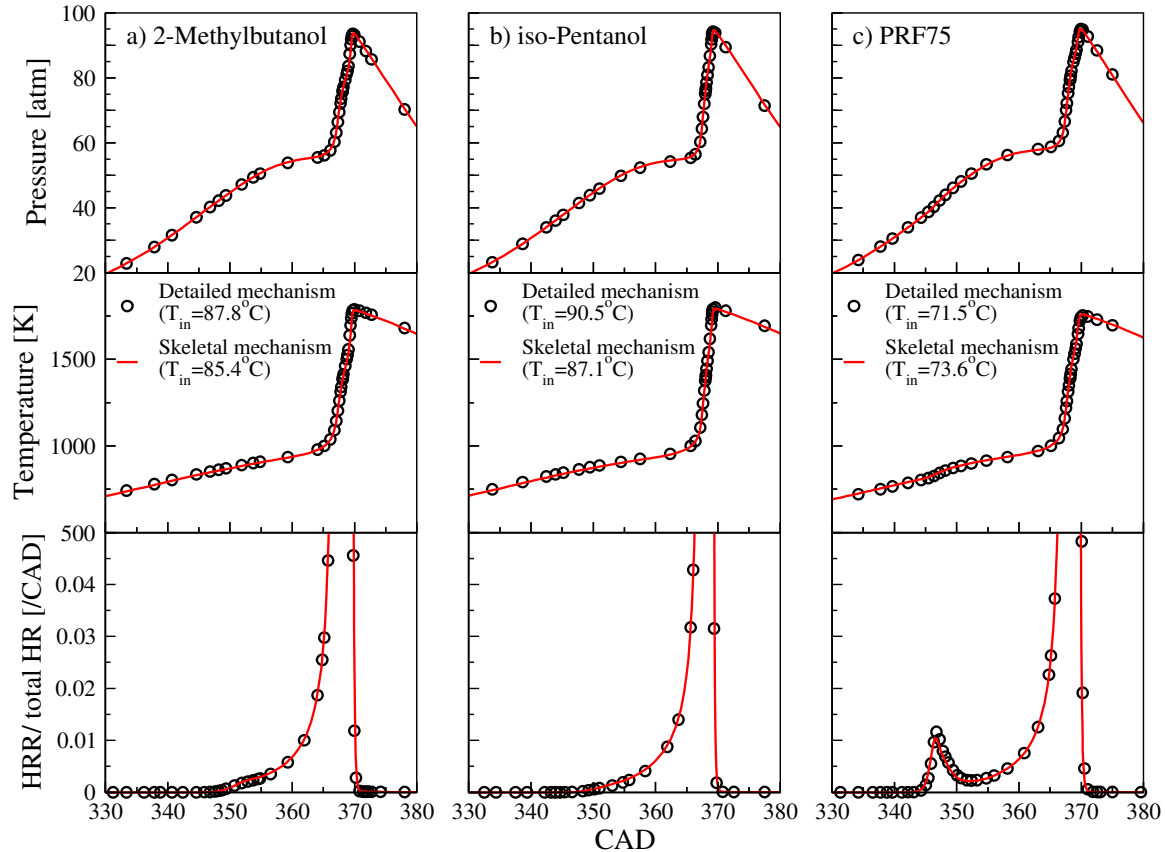 a) 2-Methylbutanol
b) iso-Pentanol
c) PRF75
Pressure [atm]
100
80
60
40
20
Detailed mechanism
(T_in=87.8°C)
Skeletal mechanism
(T_in=85.4°C)
Detailed mechanism
(T_in=90.5°C)
Skeletal mechanism
(T_in=87.1°C)
Detailed mechanism
(T_in=71.5°C)
Skeletal mechanism
(T_in=73.6°C)
Temperature [K]
1500
1000
500
HRR/ total HR [/CAD]
0.04
0.03
0.02
0.01
0
330 340 350 360 370 380
330 340 350 360 370 380
330 340 350 360 370 380
CAD